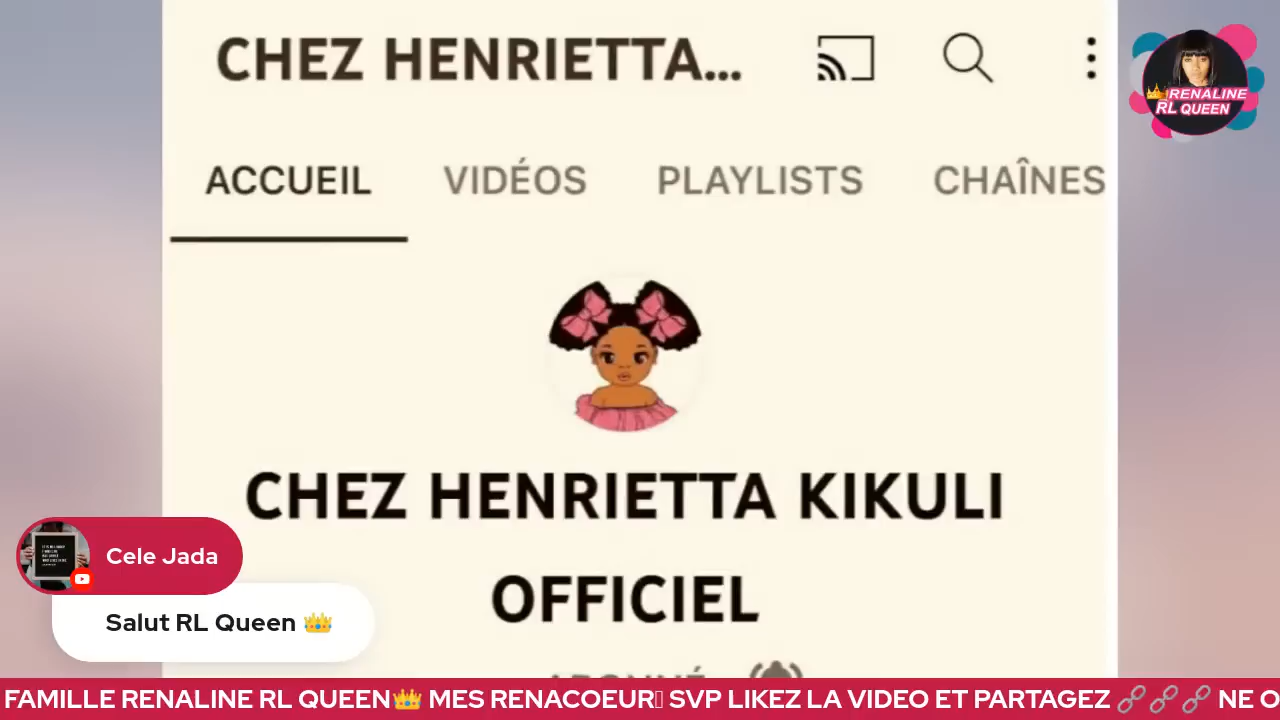 CHEZ HENRIETTA...
RENALINE
RL QUEEN
ACCUEIL VIDÉOS PLAYLISTS CHAÎNES
CHEZ HENRIETTA KIKULI
OFFICIEL
Cele Jada
Salut RL Queen 👑
FAMILLE RENALINE RL QUEEN👑 MES RENACOEUR SVP LIKEZ LA VIDEO ET PARTAGEZ 🔗🔗🔗 NE